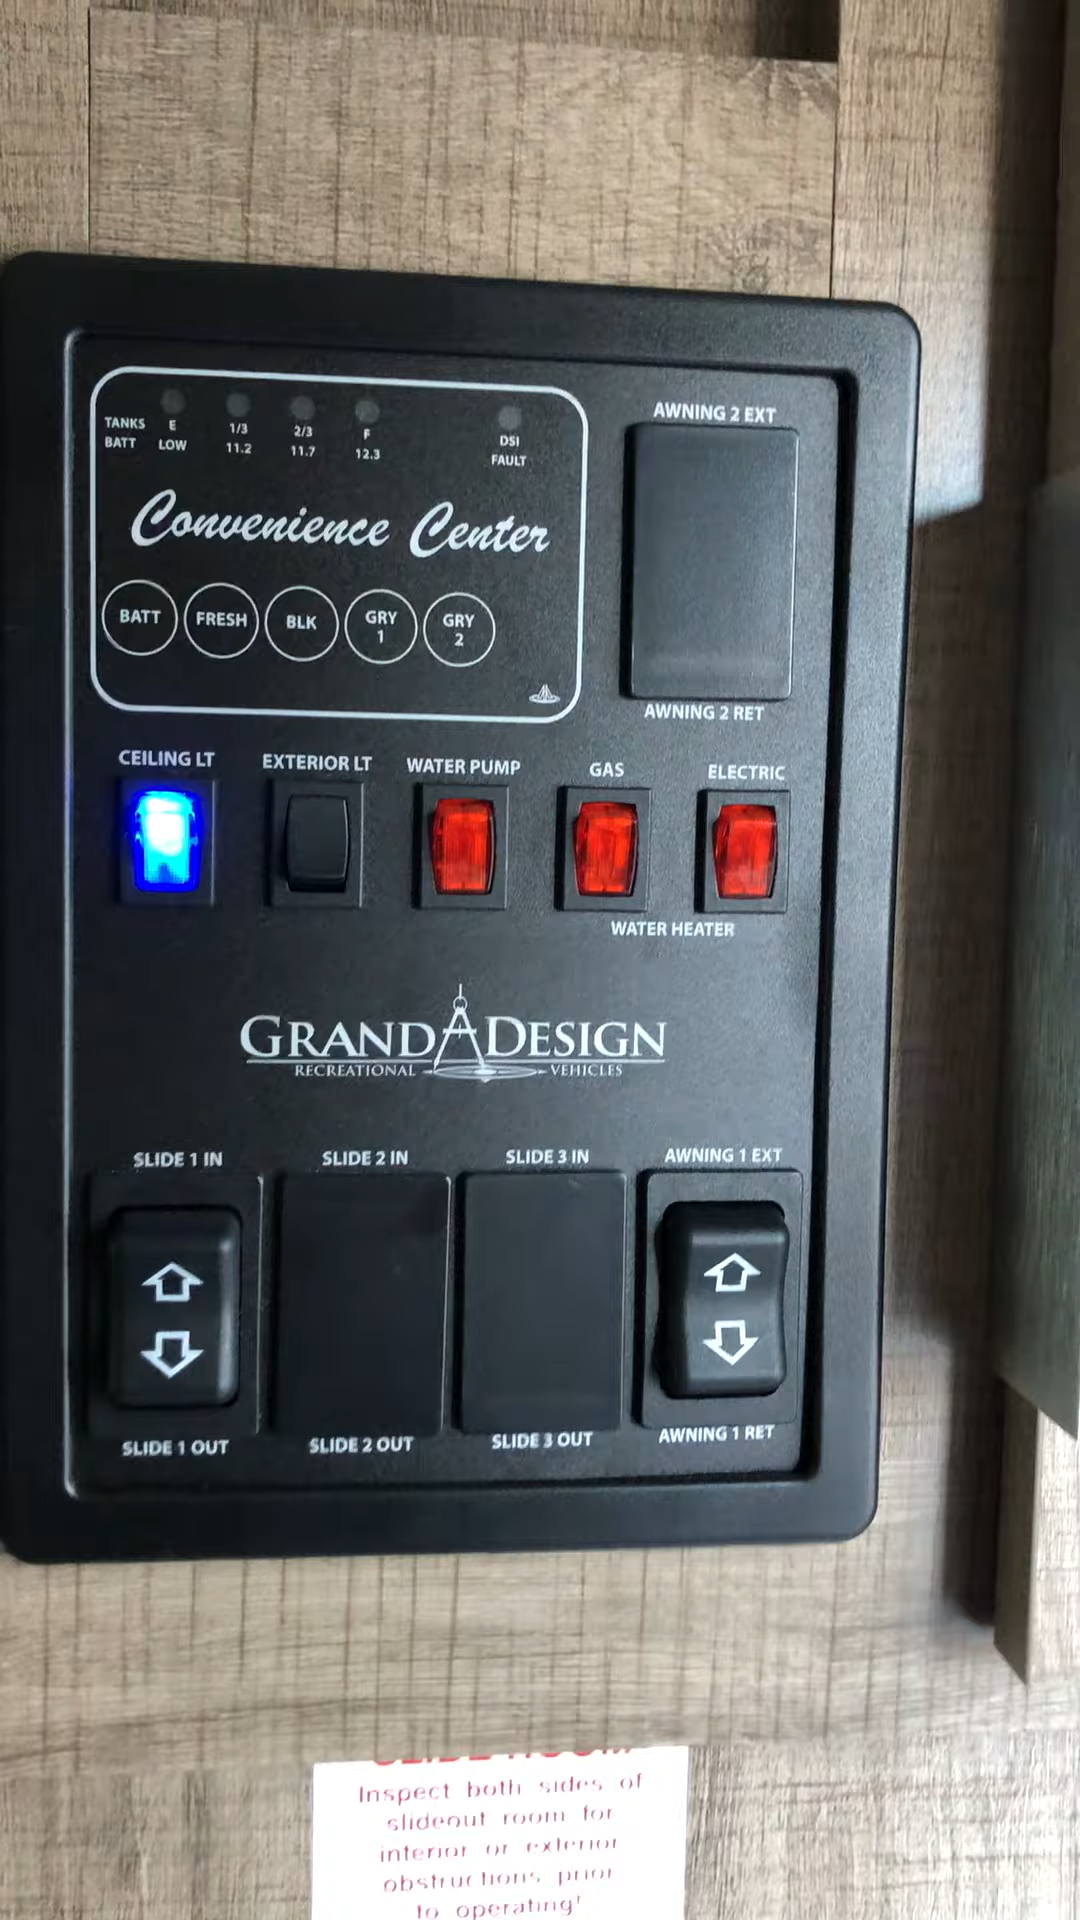 TANKS E 1/3 2/3 F DSI
BATT LOW 11.2 11.7 12.3 FAULT
Convenience Center
BATT FRESH BLK GRY 1 GRY 2
AWNING 2 EXT
AWNING 2 RET
CEILING LT EXTERIOR LT WATER PUMP GAS ELECTRIC
WATER HEATER
GRAND DESIGN
RECREATIONAL VEHICLES
SLIDE 1 IN SLIDE 2 IN SLIDE 3 IN AWNING 1 EXT
SLIDE 1 OUT SLIDE 2 OUT SLIDE 3 OUT AWNING 1 RET
Inspect both sides of
slideout room for
interior or exterior
obstructions prior
to operating!